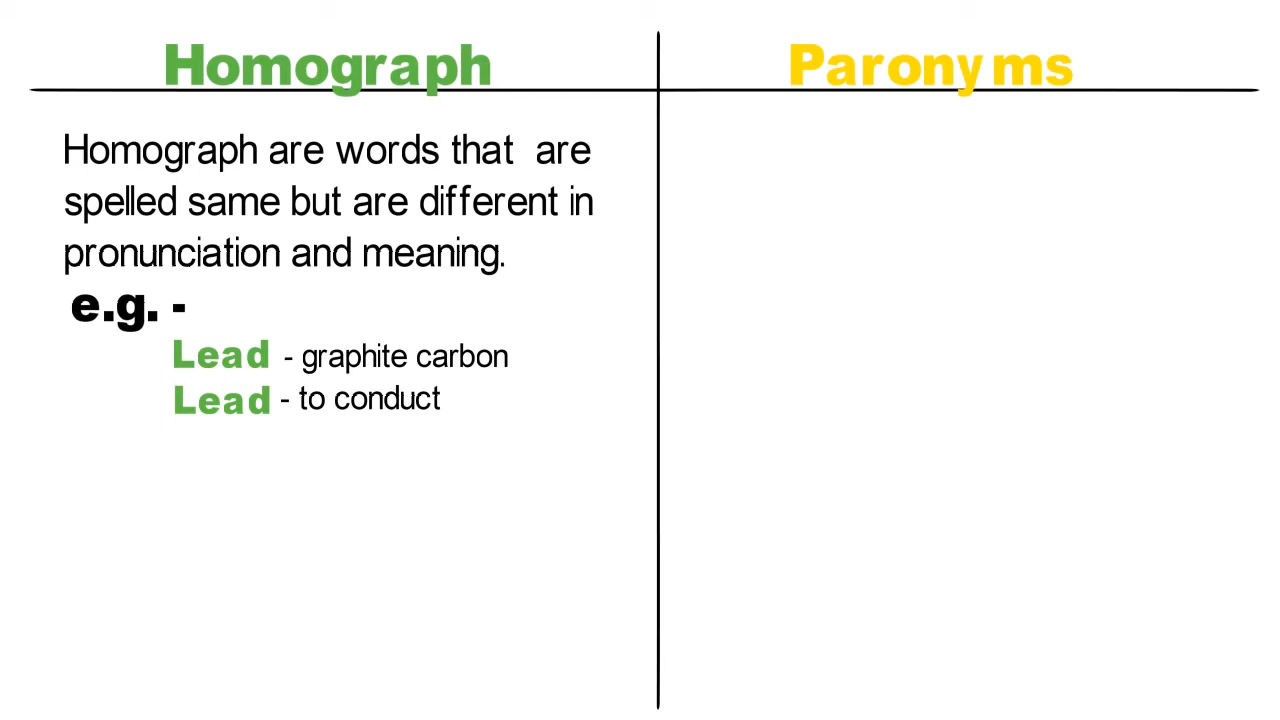 Homograph
Paronyms
Homograph are words that are
spelled same but are different in
pronunciation and meaning.
e.g. -
Lead - graphite carbon
Lead - to conduct